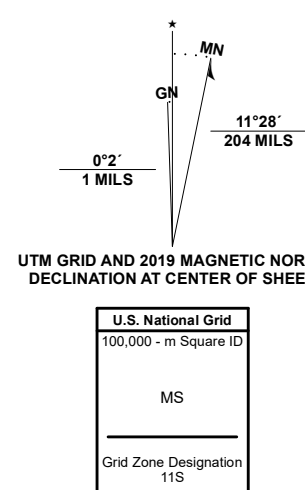 MN
GN
11°28´
204 MILS
0°2´
1 MILS
UTM GRID AND 2019 MAGNETIC NOR
DECLINATION AT CENTER OF SHEE
U.S. National Grid
100,000 - m Square ID
MS
Grid Zone Designation
11S